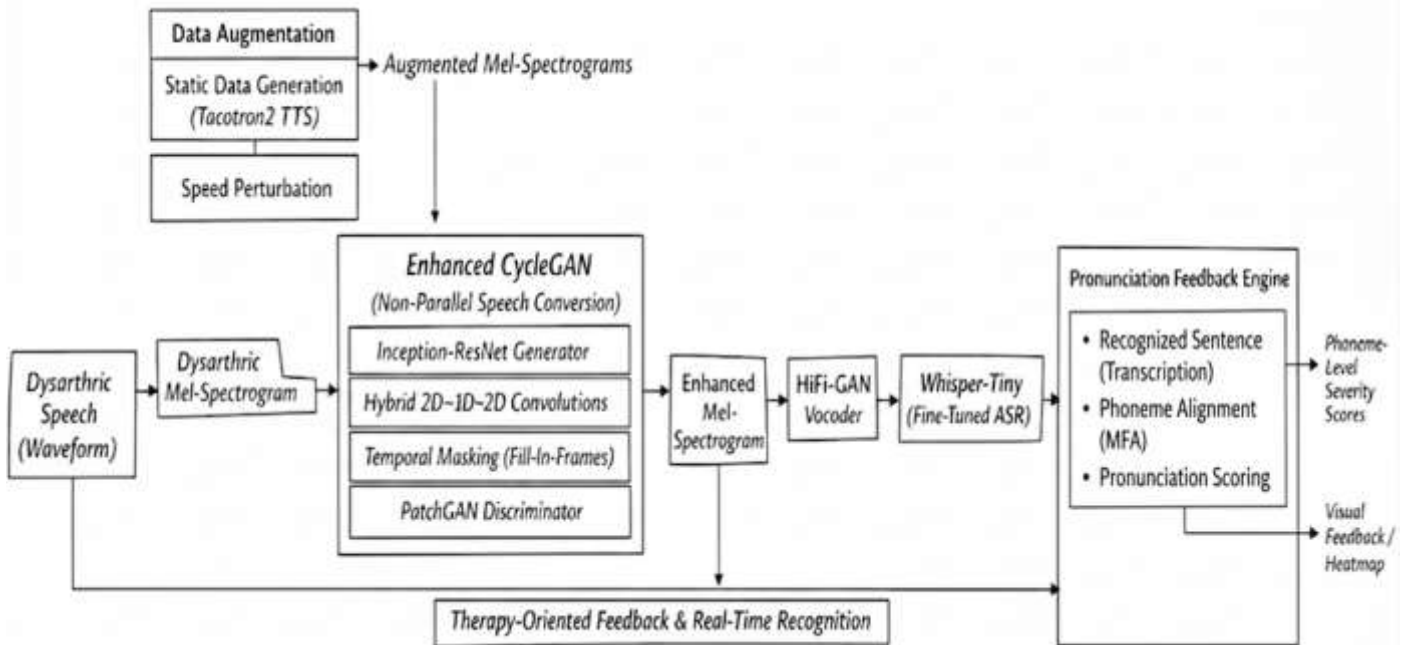 Data Augmentation
Static Data Generation
(Tacotron2 TTS)
Speed Perturbation
Augmented Mel-Spectrograms
Dysarthric
Speech
(Waveform)
Dysarthric
Mel-Spectrogram
Enhanced CycleGAN
(Non-Parallel Speech Conversion)
Inception-ResNet Generator
Hybrid 2D~1D~2D Convolutions
Temporal Masking (Fill-In-Frames)
PatchGAN Discriminator
Enhanced
Mel-
Spectrogram
HiFi-GAN
Vocoder
Whisper-Tiny
(Fine-Tuned ASR)
Pronunciation Feedback Engine
• Recognized Sentence
(Transcription)
• Phoneme Alignment
(MFA)
• Pronunciation Scoring
Phoneme-
Level
Severity
Scores
Visual
Feedback /
Heatmap
Therapy-Oriented Feedback & Real-Time Recognition